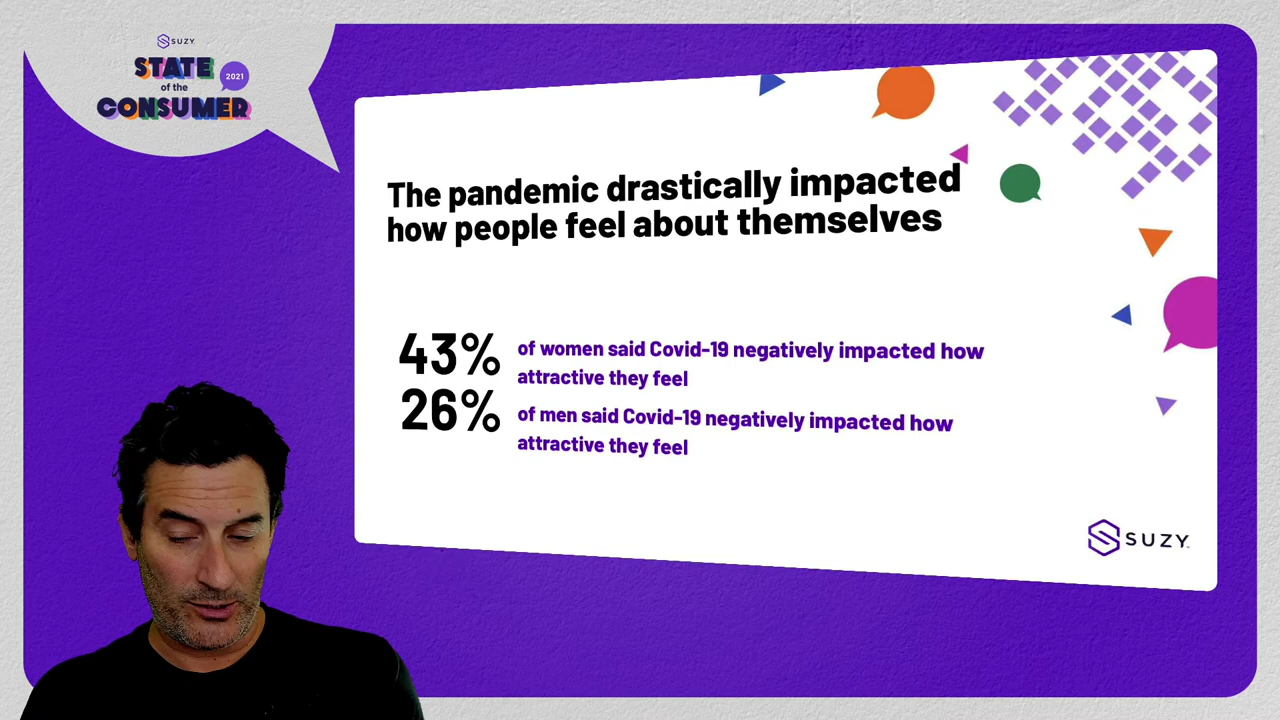 SUZY
STATE
2021
of the
CONSUMER
The pandemic drastically impacted
how people feel about themselves
43%
of women said Covid-19 negatively impacted how
attractive they feel
26%
of men said Covid-19 negatively impacted how
attractive they feel
SUZY